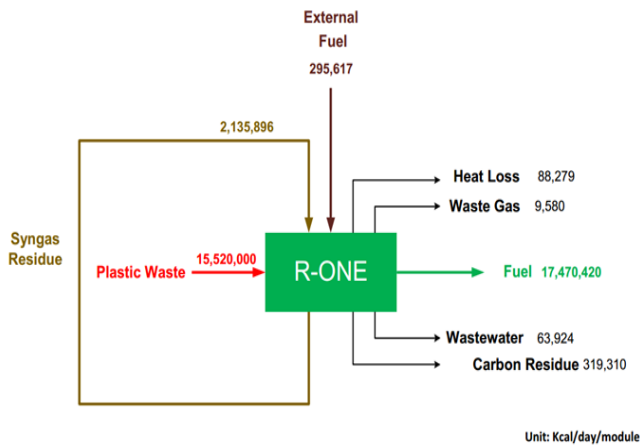 External
Fuel
295,617
2,135,896
Heat Loss 88,279
Waste Gas 9,580
Syngas
Residue
Plastic Waste 15,520,000
R-ONE
Fuel 17,470,420
Wastewater 63,924
Carbon Residue 319,310
Unit: Kcal/day/module